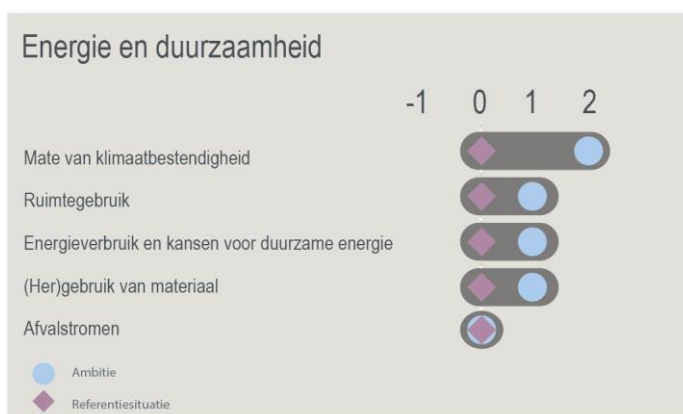 Energie en duurzaamheid
-1 0 1 2
Mate van klimaatbestendigheid
Ruimtegebruik
Energieverbruik en kansen voor duurzame energie
(Her)gebruik van materiaal
Afvalstromen
Ambitie
Referentiesituatie